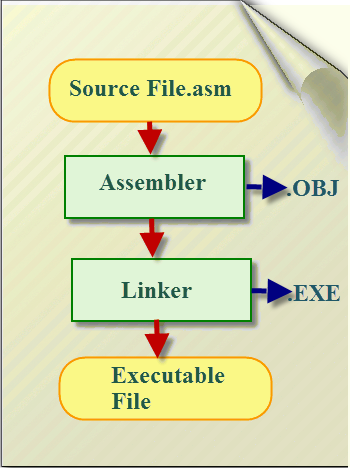 Source File.asm
Assembler
.OBJ
Linker
.EXE
Executable
File